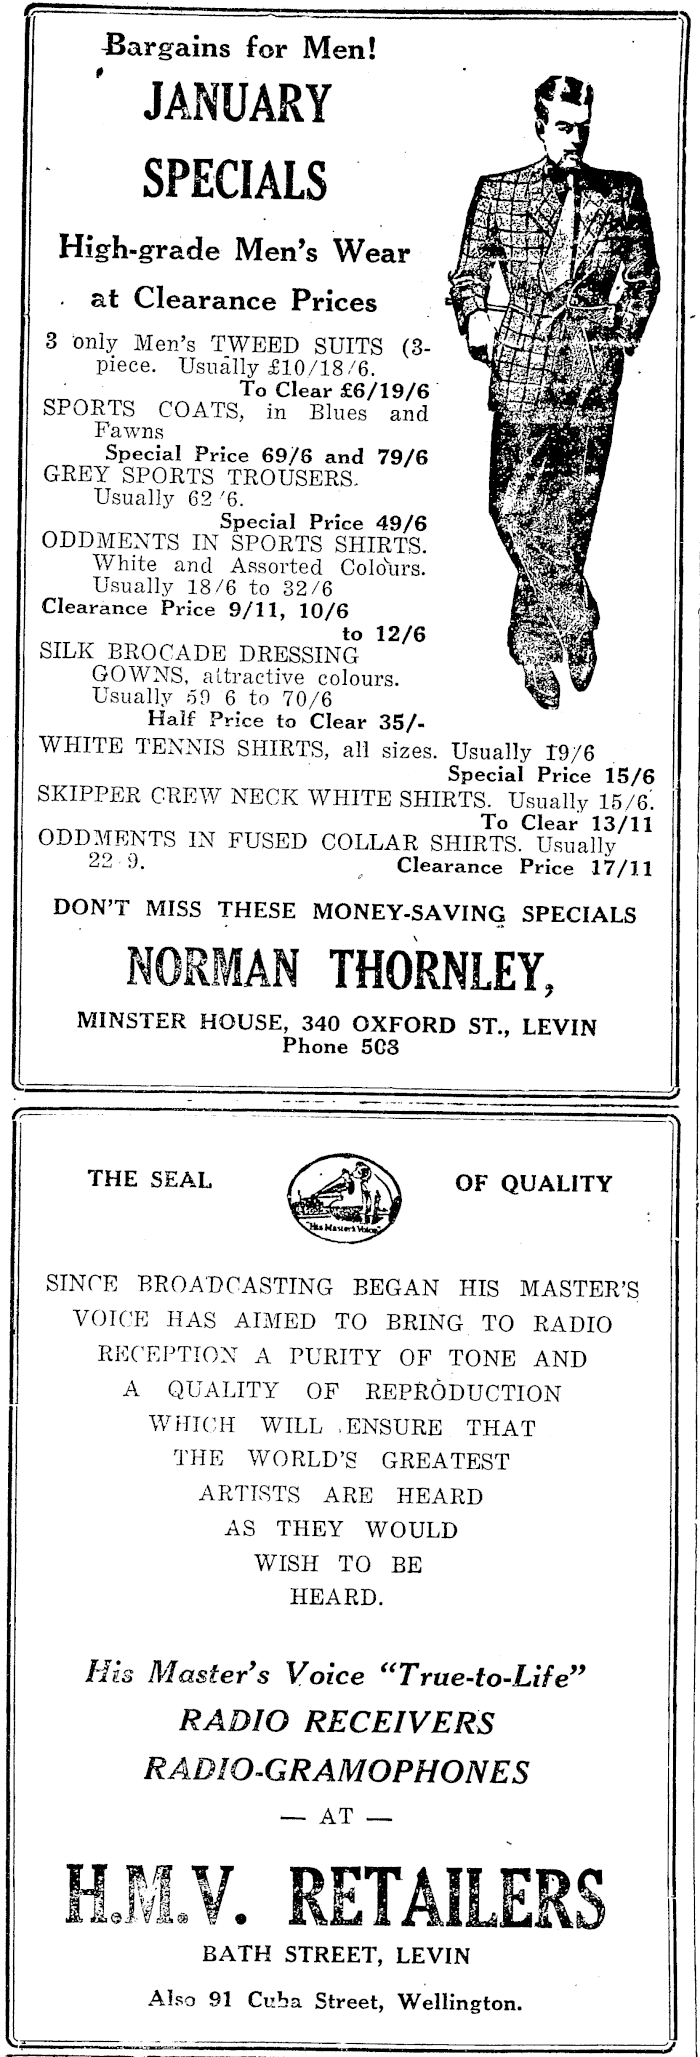 Bargains for Men!
JANUARY
SPECIALS
High-grade Men's Wear
at Clearance Prices
3 only Men's TWEED SUITS (3-
piece. Usually £10/18/6.
To Clear £6/19/6
SPORTS COATS, in Blues and
Fawns
Special Price 69/6 and 79/6
GREY SPORTS TROUSERS.
Usually 62/6.
Special Price 49/6
ODDMENTS IN SPORTS SHIRTS.
White and Assorted Colours.
Usually 18/6 to 32/6
Clearance Price 9/11, 10/6
to 12/6
SILK BROCADE DRESSING
GOWNS, attractive colours.
Usually 59 6 to 70/6
Half Price to Clear 35/-
WHITE TENNIS SHIRTS, all sizes. Usually 19/6
Special Price 15/6
SKIPPER CREW NECK WHITE SHIRTS. Usually 15/6.
To Clear 13/11
ODDMENTS IN FUSED COLLAR SHIRTS. Usually
22 9. Clearance Price 17/11
DON'T MISS THESE MONEY-SAVING SPECIALS
NORMAN THORNLEY,
MINSTER HOUSE, 340 OXFORD ST., LEVIN
Phone 503
THE SEAL OF QUALITY
"His Master's Voice"
SINCE BROADCASTING BEGAN HIS MASTER'S
VOICE HAS AIMED TO BRING TO RADIO
RECEPTION A PURITY OF TONE AND
A QUALITY OF REPRODUCTION
WHICH WILL ENSURE THAT
THE WORLD'S GREATEST
ARTISTS ARE HEARD
AS THEY WOULD
WISH TO BE
HEARD.
His Master's Voice "True-to-Life"
RADIO RECEIVERS
RADIO-GRAMOPHONES
— AT —
H.M.V. RETAILERS
BATH STREET, LEVIN
Also 91 Cuba Street, Wellington.